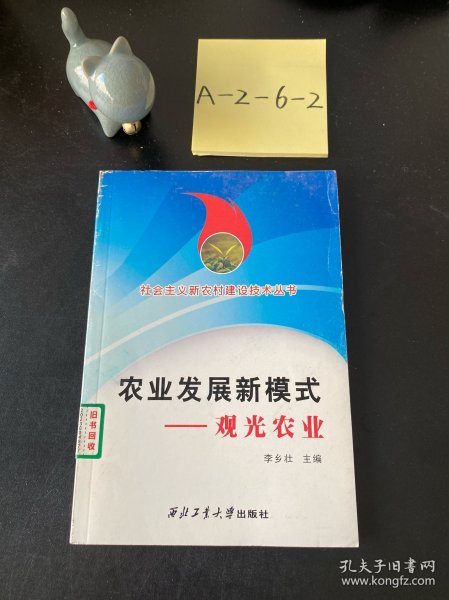 A-2-6-2
社会主义新农村建设技术丛书
农业发展新模式
——观光农业
李乡壮 主编
旧书回收
西北工业大学出版社
孔夫子旧书网
www.kongfz.com